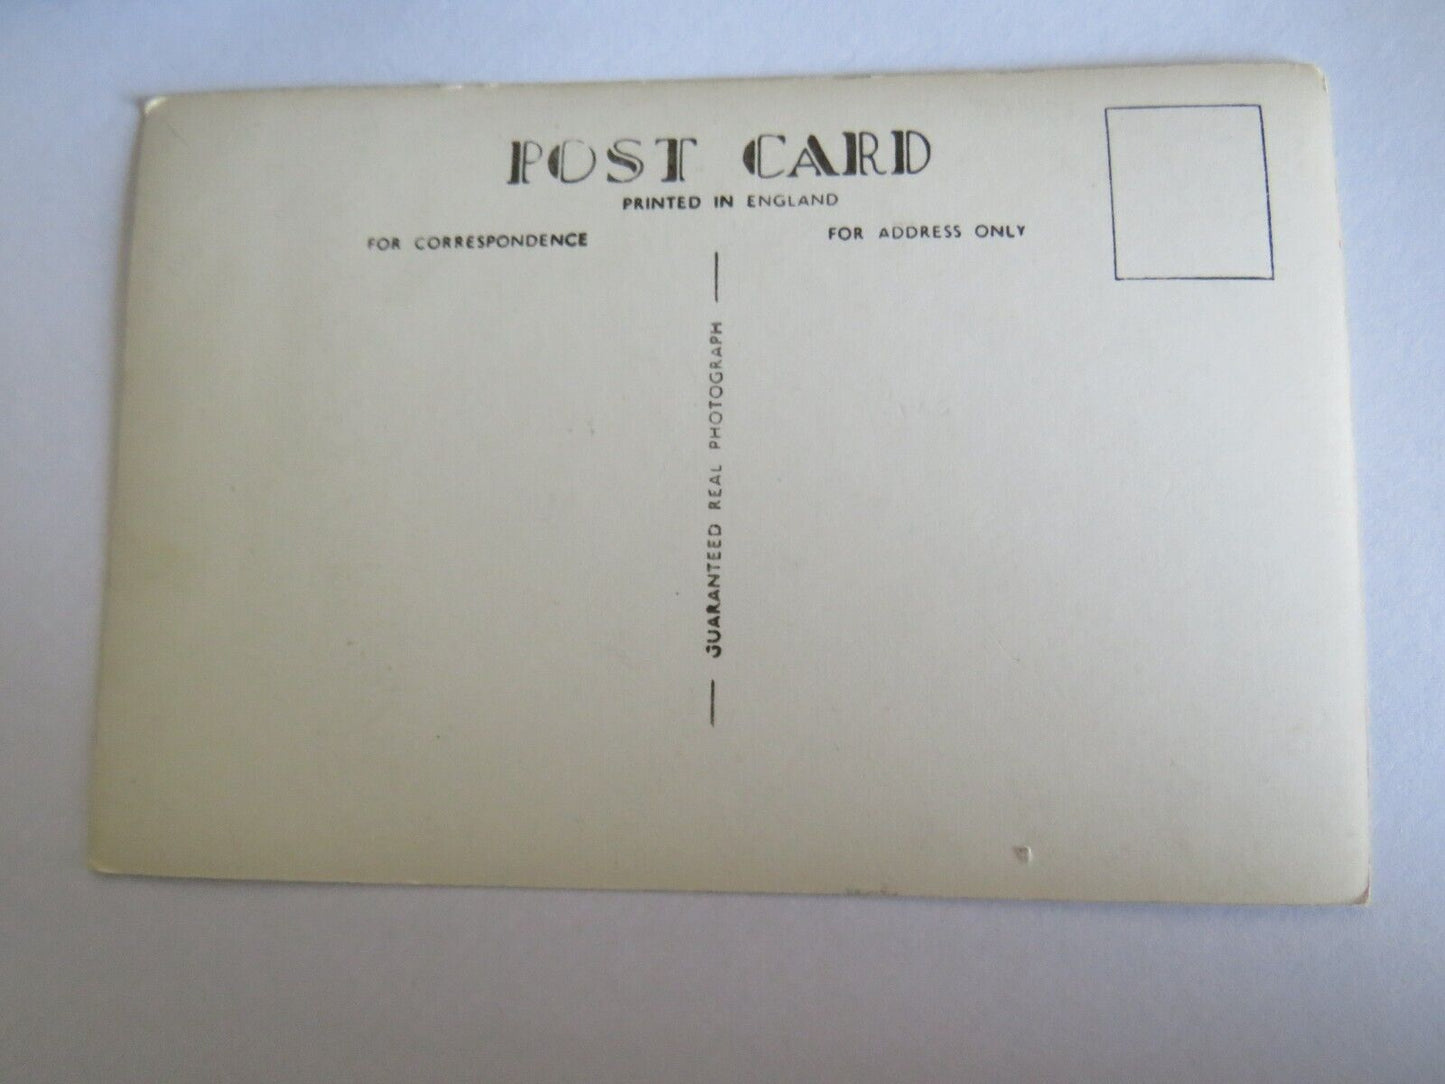 POST CARD
PRINTED IN ENGLAND
FOR CORRESPONDENCE
FOR ADDRESS ONLY
GUARANTEED REAL PHOTOGRAPH